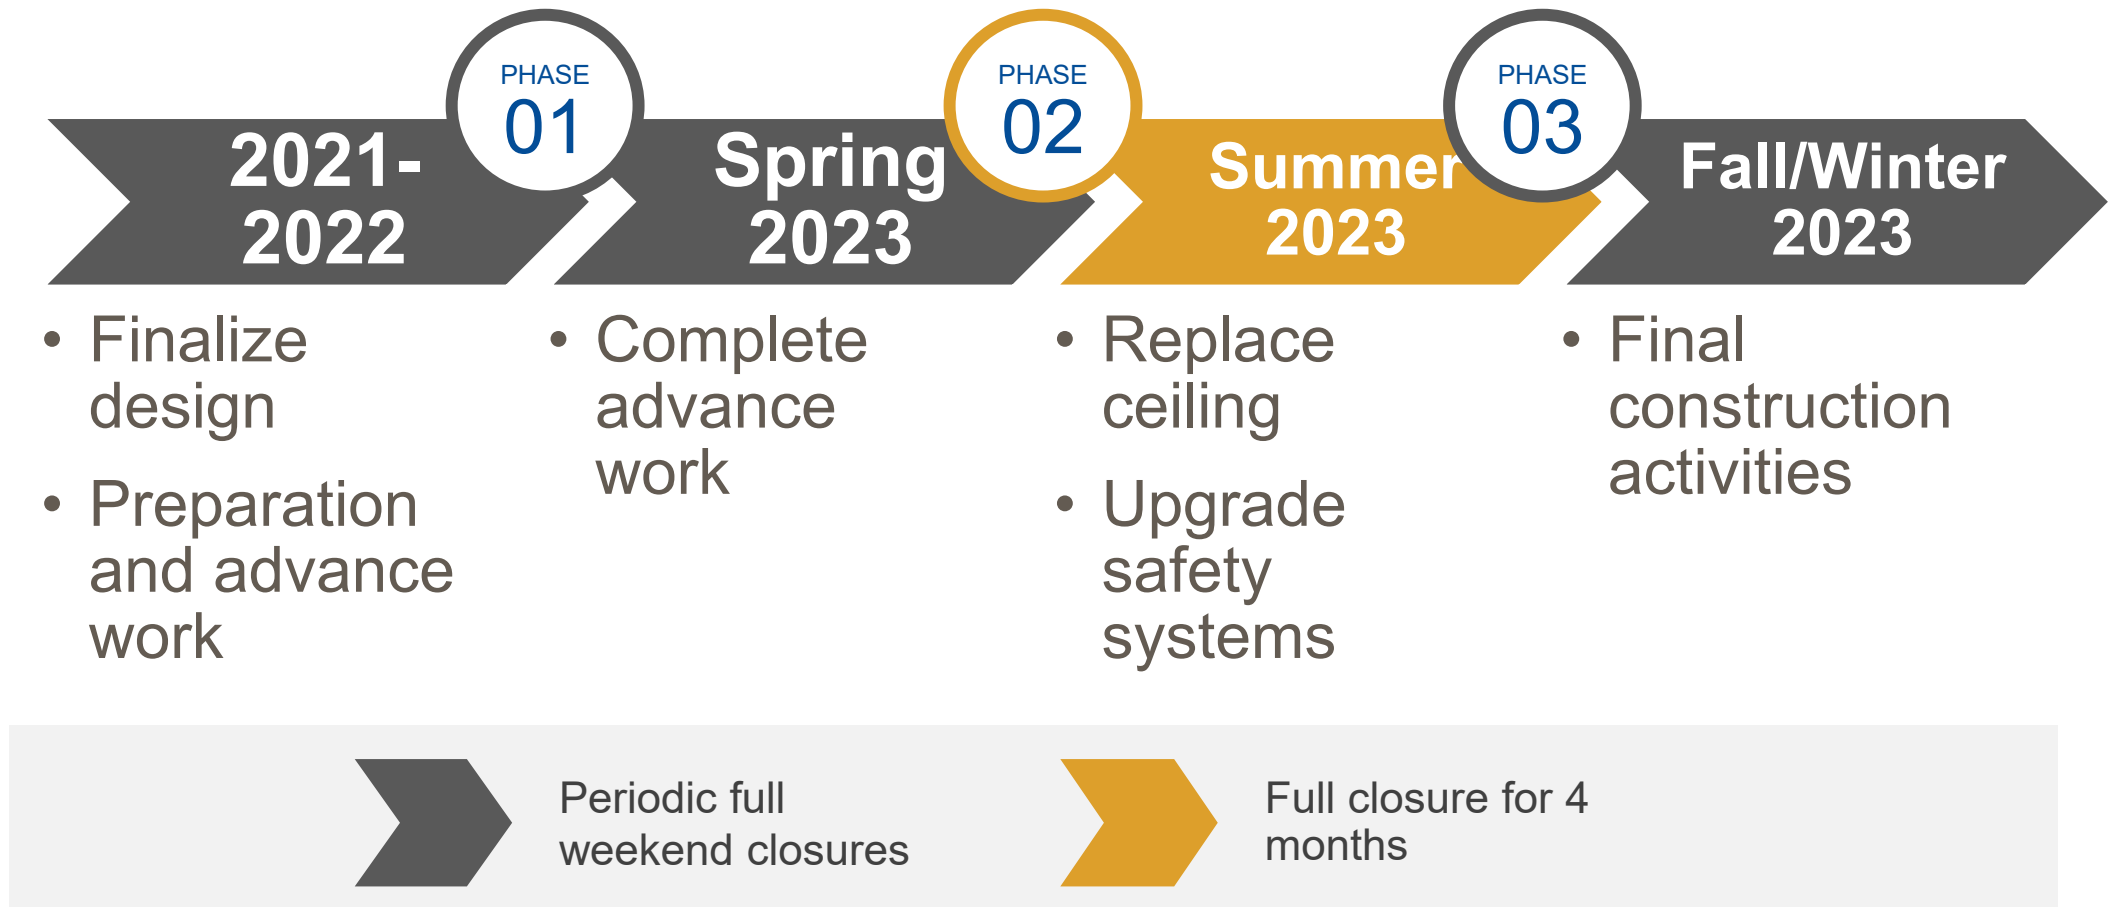 PHASE
01
PHASE
02
PHASE
03
2021-
2022
Spring
2023
Summer
2023
Fall/Winter
2023
• Finalize
design
• Preparation
and advance
work
• Complete
advance
work
• Replace
ceiling
• Upgrade
safety
systems
• Final
construction
activities
Periodic full
weekend closures
Full closure for 4
months